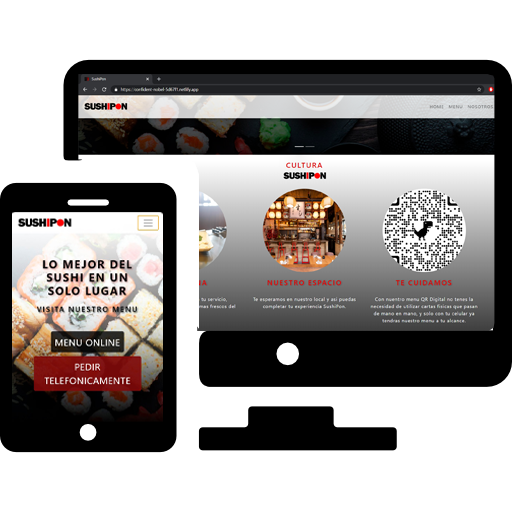 SushiPon
https://confident-nobel-5d67f1.netlify.app
SUSHIPON
HOME MENU NOSOTROS
CULTURA
SUSHIPON
NUESTRO ESPACIO
TE CUIDAMOS
tu servicio,
Te esperamos en nuestro local y asi puedas
Con nuestro menu QR Digital no tenes la
mas frescos del
completar tu experiencia SushiPon.
necesidad de utilizar cartas fisicas que pasan
de mano en mano, y solo con tu celular ya
tendras nuestro menu a tu alcance.
SUSHIPON
LO MEJOR DEL
SUSHI EN UN
SOLO LUGAR
VISITA NUESTRO MENU
MENU ONLINE
PEDIR
TELEFONICAMENTE